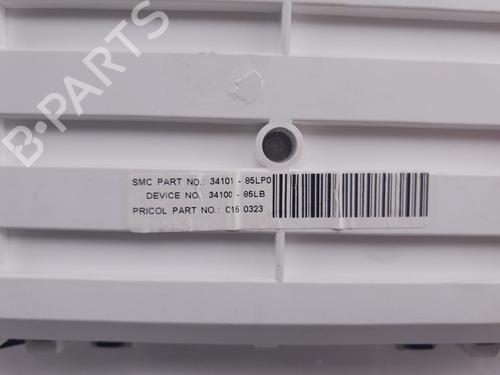 B-PARTS
SMC PART NO.: 34101 - 85LP0
DEVICE NO.: 34100 - 85LB
PRICOL PART NO.: C15 0323